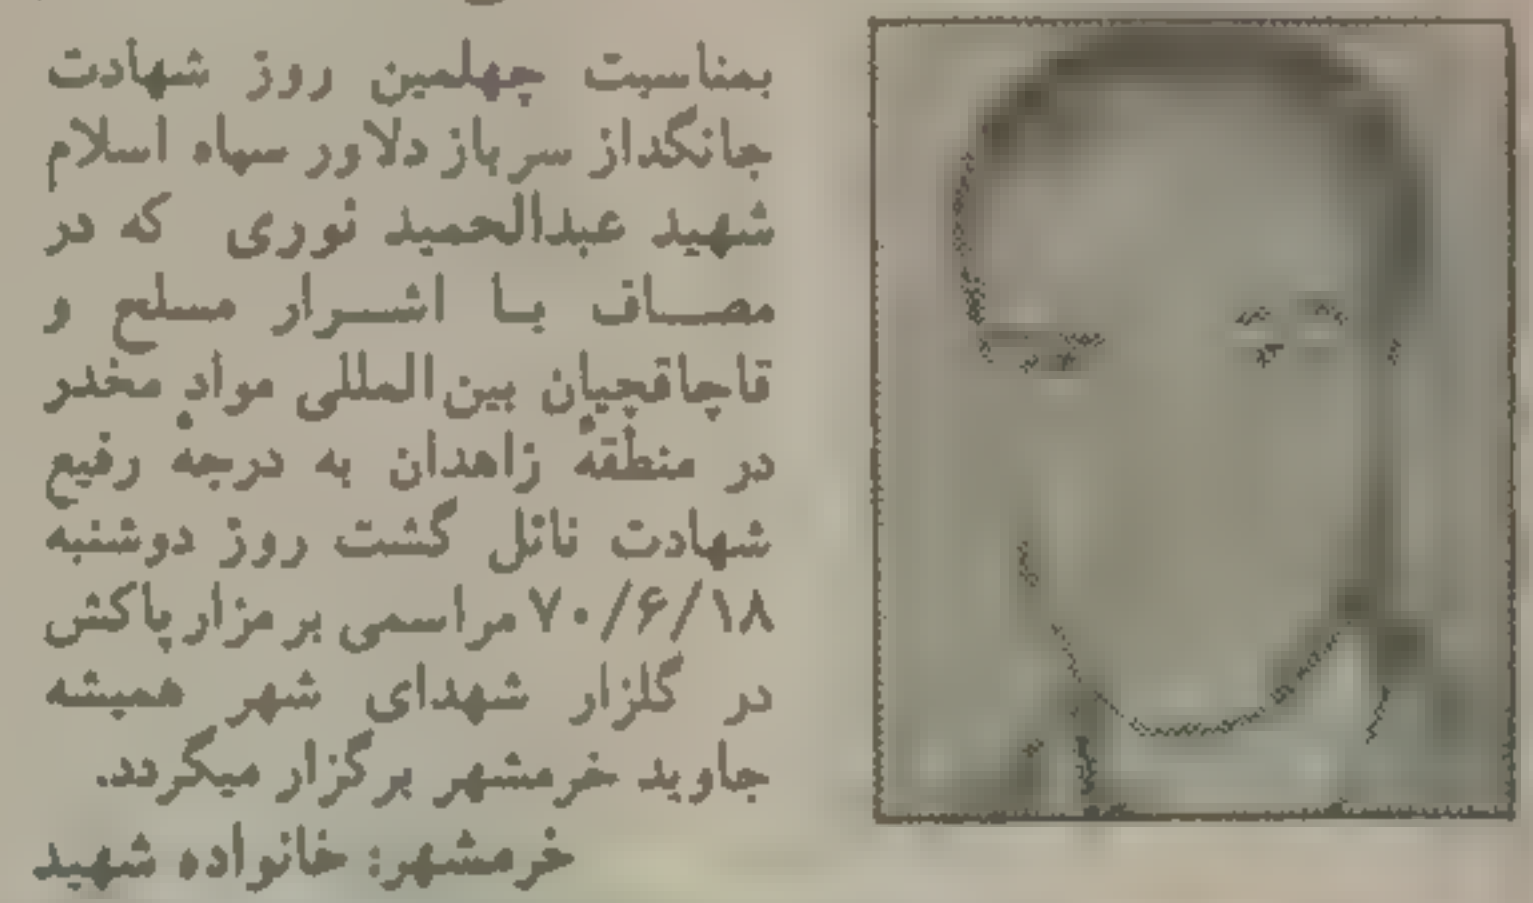 بمناسبت چهلمین روز شهادت
جانگداز سرباز دلاور سپاه اسلام
شهید عبدالحمید نوری که در
مصاف با اشرار مسلح و
قاچاقچیان بین‌المللی مواد مخدر
در منطقهٔ زاهدان به درجهٔ رفیع
شهادت نائل گشت روز دوشنبه
۷۰/۶/۱۸ مراسمی بر مزار پاکش
در گلزار شهدای شهر همیشه
جاوید خرمشهر برگزار میگردد.
خرمشهر: خانواده شهید